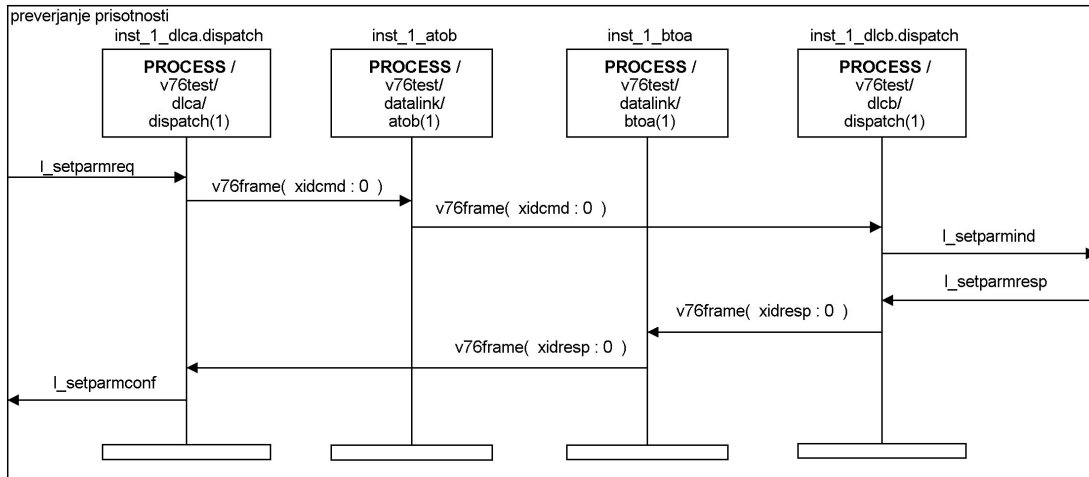 preverjanje prisotnosti
inst_1_dlca.dispatch
inst_1_atob
inst_1_btoa
inst_1_dlcb.dispatch
PROCESS /
v76test/
dlca/
dispatch(1)
PROCESS /
v76test/
datalink/
atob(1)
PROCESS /
v76test/
datalink/
btoa(1)
PROCESS /
v76test/
dlcb/
dispatch(1)
l_setparmreq
v76frame( xidcmd : 0 )
v76frame( xidcmd : 0 )
l_setparmind
l_setparmresp
v76frame( xidresp : 0 )
v76frame( xidresp : 0 )
l_setparmconf